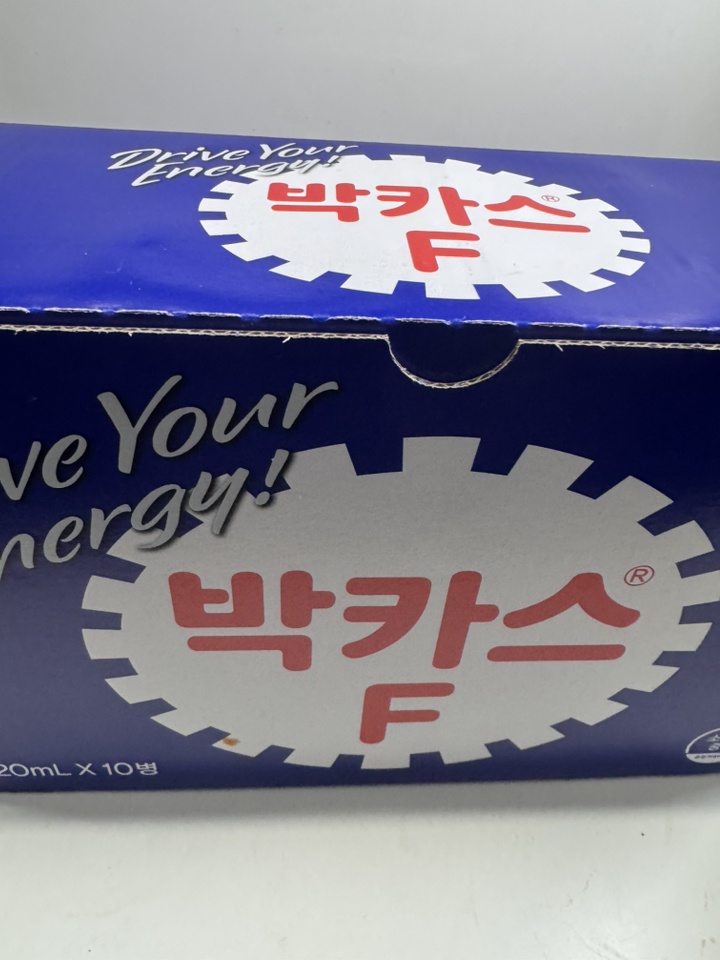 Drive Your
Energy!
박카스®
F
ve Your
nergy!
박카스®
F
20mL X 10병